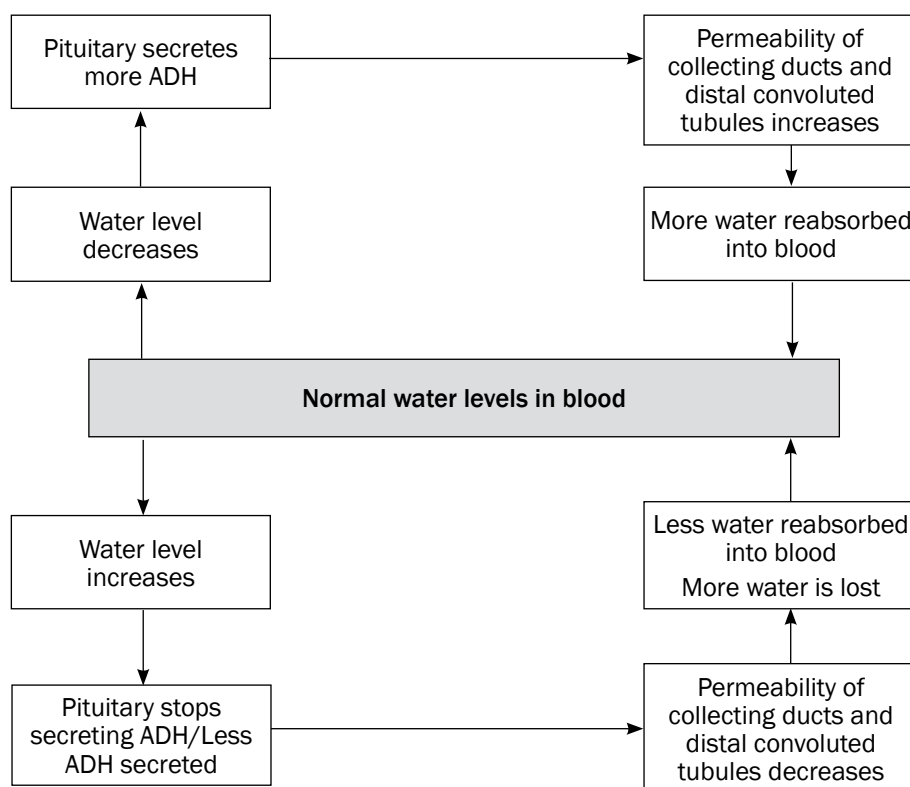 Pituitary secretes
more ADH
Permeability of
collecting ducts and
distal convoluted
tubules increases
Water level
decreases
More water reabsorbed
into blood
Normal water levels in blood
Water level
increases
Less water reabsorbed
into blood
More water is lost
Pituitary stops
secreting ADH/Less
ADH secreted
Permeability of
collecting ducts and
distal convoluted
tubules decreases